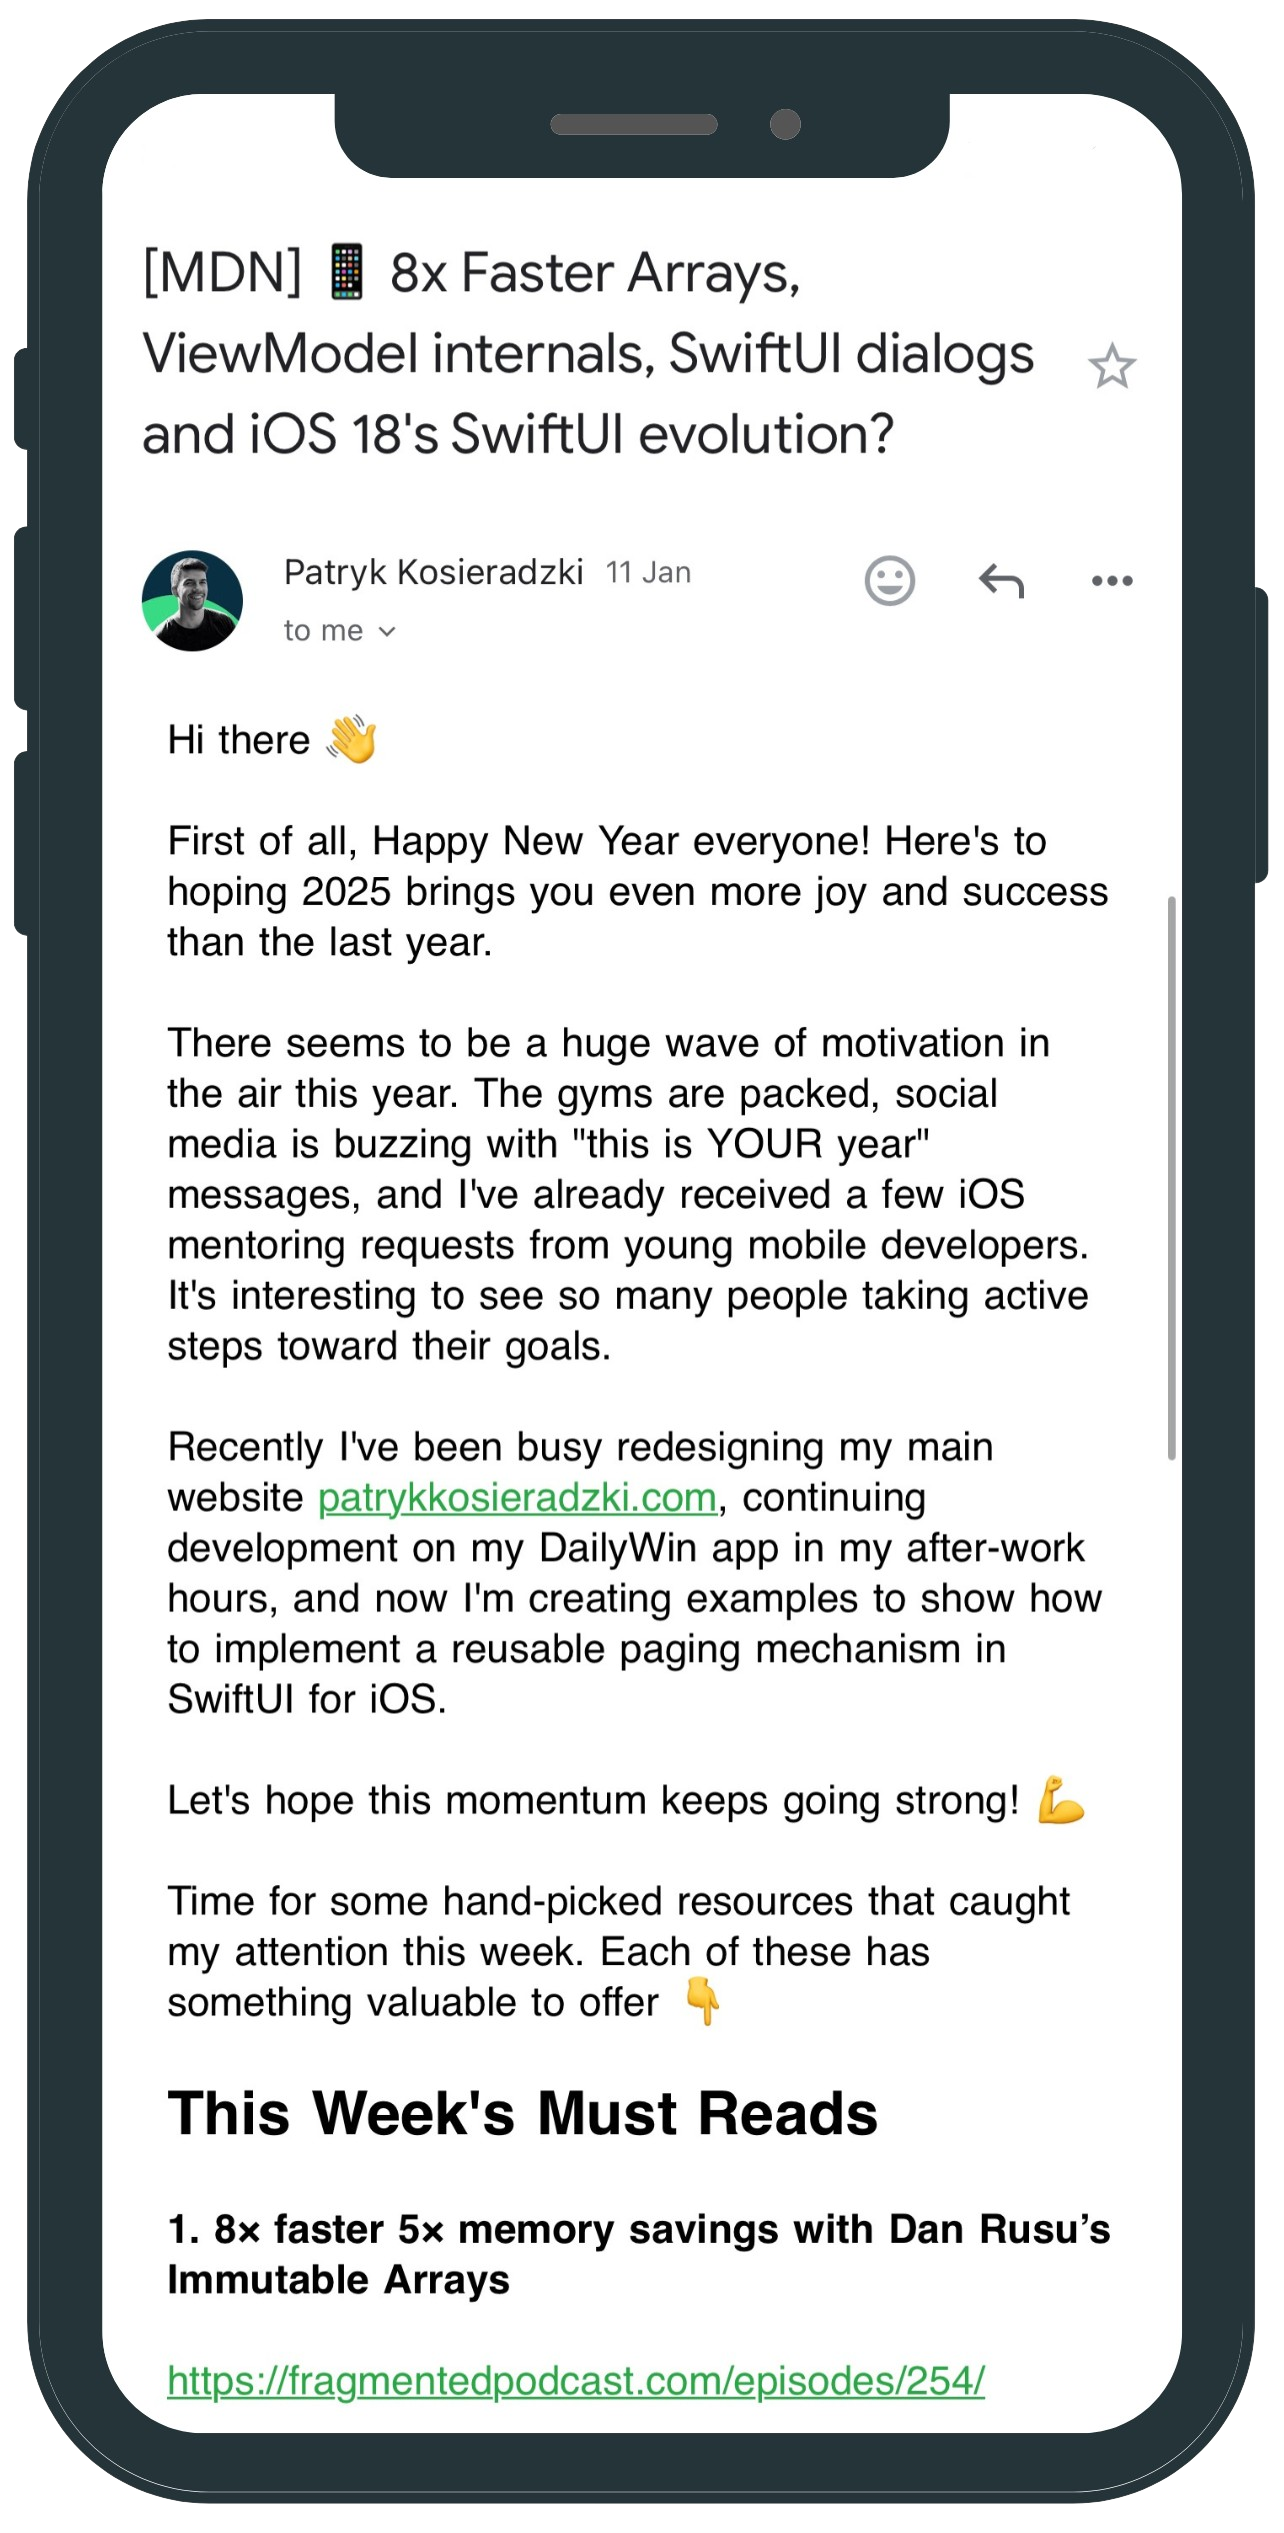 [MDN] 📱 8x Faster Arrays,
ViewModel internals, SwiftUI dialogs
and iOS 18's SwiftUI evolution?
Patryk Kosieradzki 11 Jan
to me
Hi there 👋
First of all, Happy New Year everyone! Here's to
hoping 2025 brings you even more joy and success
than the last year.
There seems to be a huge wave of motivation in
the air this year. The gyms are packed, social
media is buzzing with "this is YOUR year"
messages, and I've already received a few iOS
mentoring requests from young mobile developers.
It's interesting to see so many people taking active
steps toward their goals.
Recently I've been busy redesigning my main
website patrykkosieradzki.com, continuing
development on my DailyWin app in my after-work
hours, and now I'm creating examples to show how
to implement a reusable paging mechanism in
SwiftUI for iOS.
Let's hope this momentum keeps going strong! 💪
Time for some hand-picked resources that caught
my attention this week. Each of these has
something valuable to offer 👇
This Week's Must Reads
1. 8× faster 5× memory savings with Dan Rusu’s
Immutable Arrays
https://fragmentedpodcast.com/episodes/254/